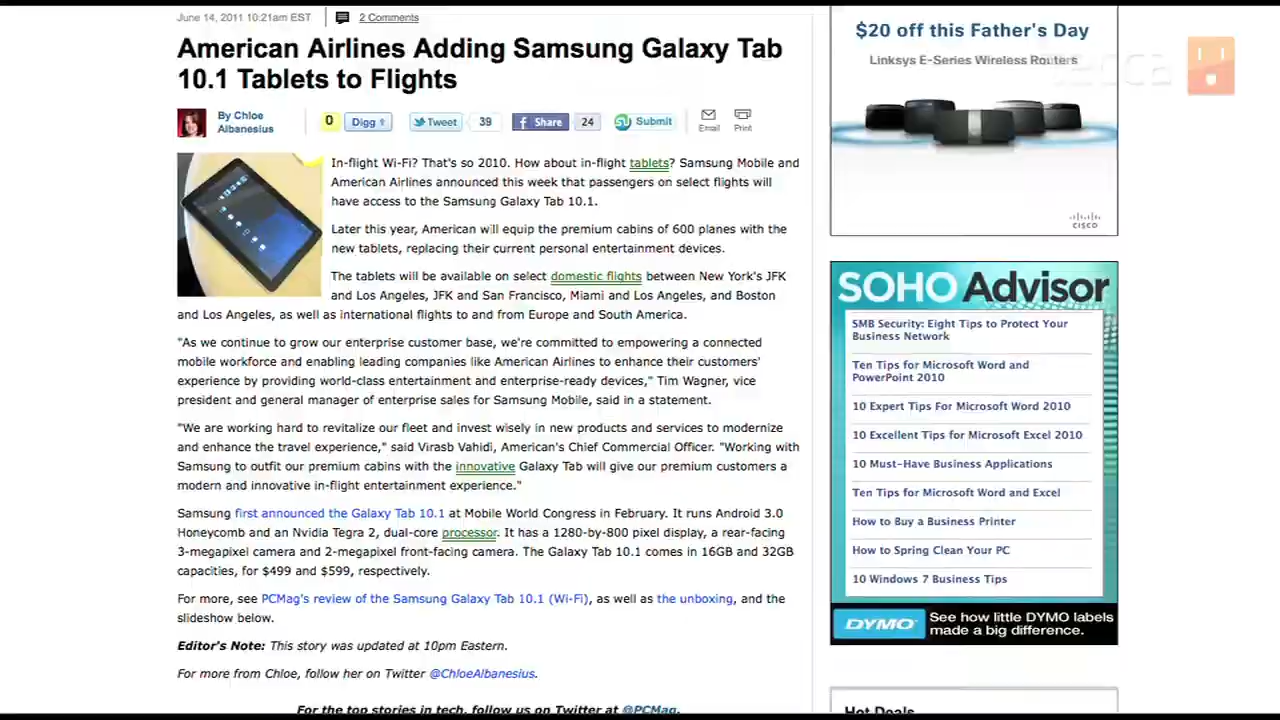 June 14, 2011 10:21am EST
2 Comments
American Airlines Adding Samsung Galaxy Tab
10.1 Tablets to Flights
By Chloe
Albanesius
0
Digg
Tweet
39
Share
24
Submit
Email
Print
In-flight Wi-Fi? That's so 2010. How about in-flight tablets? Samsung Mobile and
American Airlines announced this week that passengers on select flights will
have access to the Samsung Galaxy Tab 10.1.
Later this year, American will equip the premium cabins of 600 planes with the
new tablets, replacing their current personal entertainment devices.
The tablets will be available on select domestic flights between New York's JFK
and Los Angeles, JFK and San Francisco, Miami and Los Angeles, and Boston
and Los Angeles, as well as international flights to and from Europe and South America.
"As we continue to grow our enterprise customer base, we're committed to empowering a connected
mobile workforce and enabling leading companies like American Airlines to enhance their customers'
experience by providing world-class entertainment and enterprise-ready devices," Tim Wagner, vice
president and general manager of enterprise sales for Samsung Mobile, said in a statement.
"We are working hard to revitalize our fleet and invest wisely in new products and services to modernize
and enhance the travel experience," said Virasb Vahidi, American's Chief Commercial Officer. "Working with
Samsung to outfit our premium cabins with the innovative Galaxy Tab will give our premium customers a
modern and innovative in-flight entertainment experience."
Samsung first announced the Galaxy Tab 10.1 at Mobile World Congress in February. It runs Android 3.0
Honeycomb and an Nvidia Tegra 2, dual-core processor. It has a 1280-by-800 pixel display, a rear-facing
3-megapixel camera and 2-megapixel front-facing camera. The Galaxy Tab 10.1 comes in 16GB and 32GB
capacities, for $499 and $599, respectively.
For more, see PCMag's review of the Samsung Galaxy Tab 10.1 (Wi-Fi), as well as the unboxing, and the
slideshow below.
Editor's Note: This story was updated at 10pm Eastern.
For more from Chloe, follow her on Twitter @ChloeAlbanesius.
For the top stories in tech, follow us on Twitter at @PCMag.
$20 off this Father's Day
Linksys E-Series Wireless Routers
tecca
CISCO
SOHO Advisor
SMB Security: Eight Tips to Protect Your
Business Network
Ten Tips for Microsoft Word and
PowerPoint 2010
10 Expert Tips For Microsoft Word 2010
10 Excellent Tips for Microsoft Excel 2010
10 Must-Have Business Applications
Ten Tips for Microsoft Word and Excel
How to Buy a Business Printer
How to Spring Clean Your PC
10 Windows 7 Business Tips
DYMO
See how little DYMO labels
made a big difference.
Hot Deals